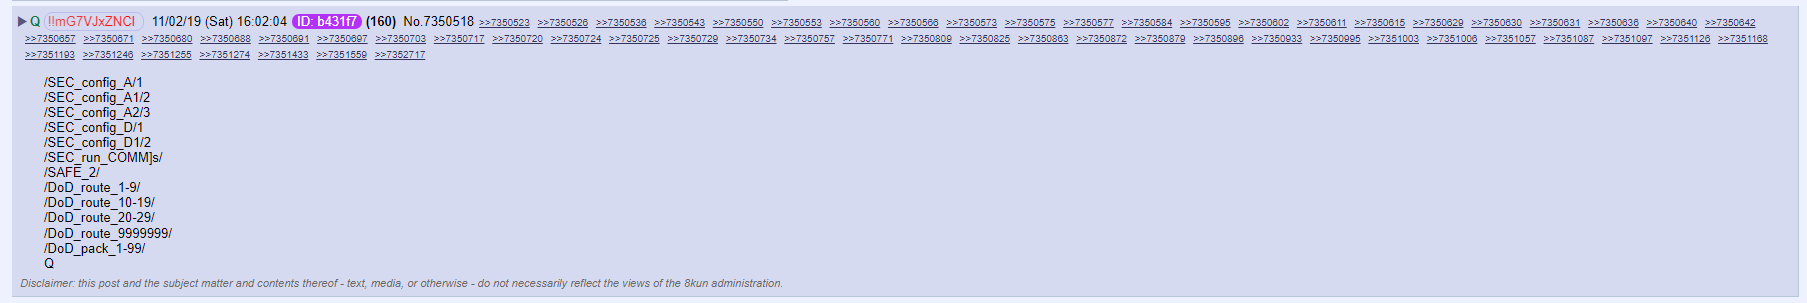 ▶ Q !!mG7VJxZNCI 11/02/19 (Sat) 16:02:04 ID: b431f7 (160) No.7350518 >>7350523 >>7350526 >>7350536 >>7350543 >>7350550 >>7350553 >>7350560 >>7350566 >>7350573 >>7350575 >>7350577 >>7350584 >>7350595 >>7350602 >>7350611 >>7350615 >>7350629 >>7350630 >>7350631 >>7350636 >>7350640 >>7350642
>>7350657 >>7350671 >>7350680 >>7350688 >>7350691 >>7350697 >>7350703 >>7350717 >>7350720 >>7350724 >>7350725 >>7350729 >>7350734 >>7350757 >>7350771 >>7350809 >>7350825 >>7350863 >>7350872 >>7350879 >>7350896 >>7350933 >>7350995 >>7351003 >>7351006 >>7351057 >>7351087 >>7351097 >>7351126 >>7351168
>>7351193 >>7351246 >>7351255 >>7351274 >>7351433 >>7351559 >>7352717
/SEC_config_A/1
/SEC_config_A1/2
/SEC_config_A2/3
/SEC_config_D/1
/SEC_config_D1/2
/SEC_run_COMM]s/
/SAFE_2/
/DoD_route_1-9/
/DoD_route_10-19/
/DoD_route_20-29/
/DoD_route_9999999/
/DoD_pack_1-99/
Q
Disclaimer: this post and the subject matter and contents thereof - text, media, or otherwise - do not necessarily reflect the views of the 8kun administration.